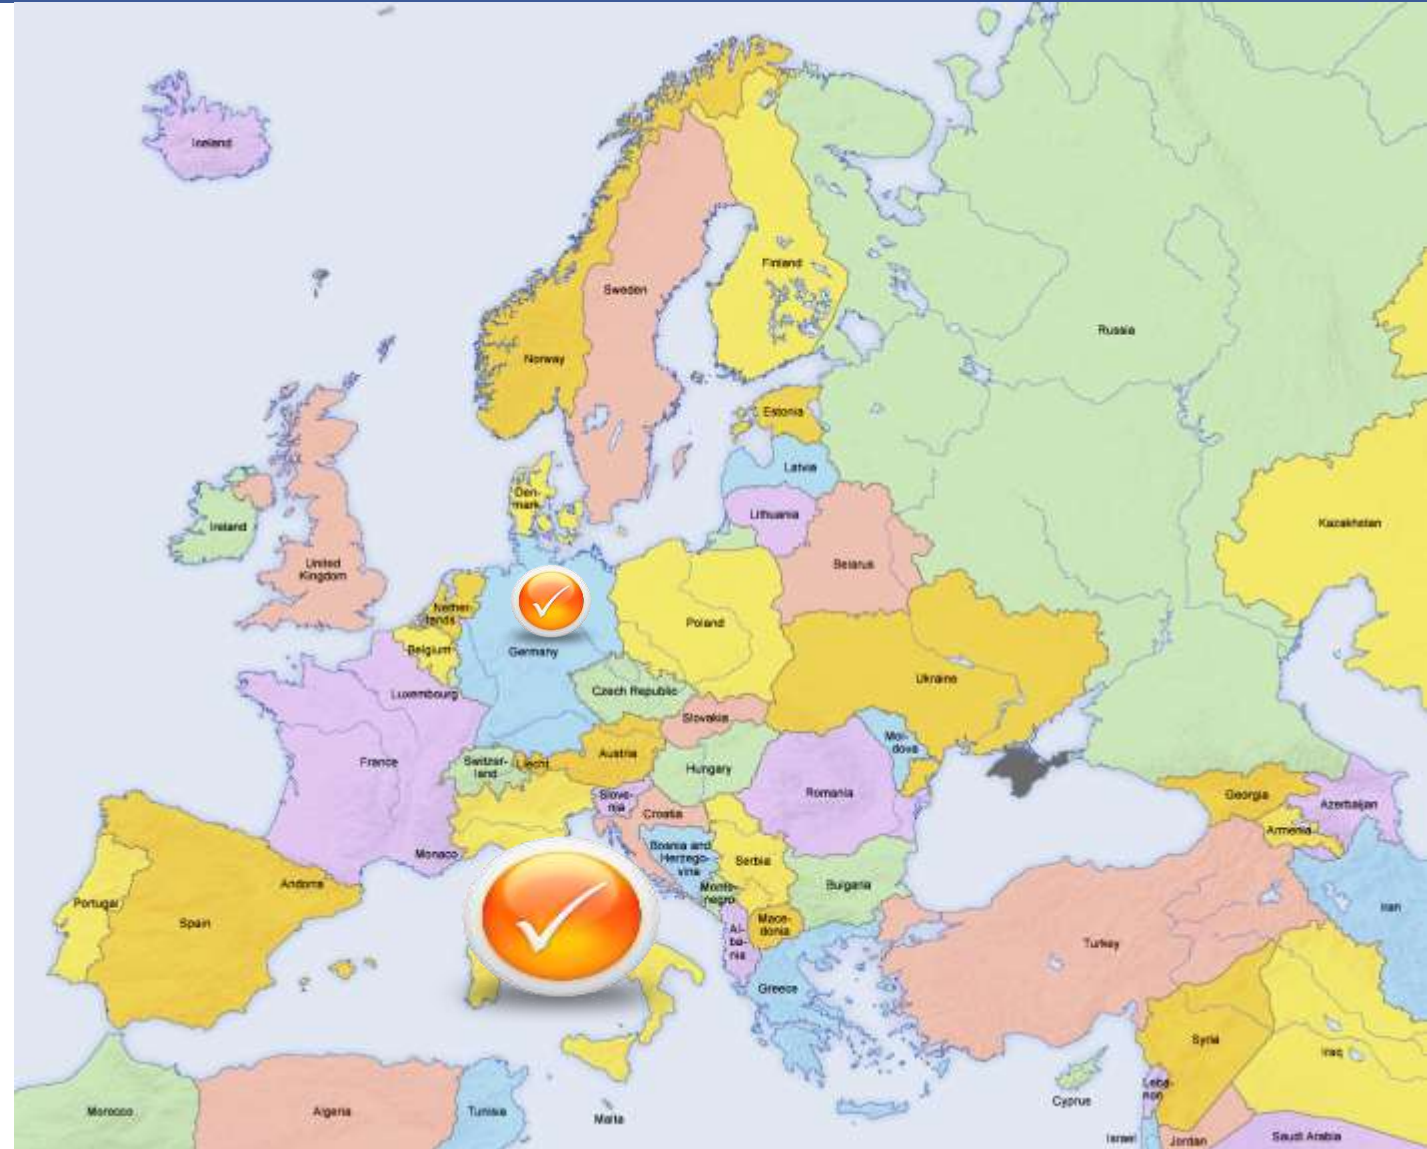 Iceland
Finland
Sweden
Russia
Norway
Estonia
Latvia
Den-
mark
Lithuania
Ireland
Kazakhstan
United
Kingdom
Belarus
Nether-
lands
Poland
Belgium
Germany
Ukraine
Czech Republic
Luxembourg
Slovakia
Mol-
dova
Austria
France
Switzer-
land
Liecht.
Hungary
Romania
Slove-
nia
Georgia
Azerbaijan
Croatia
Armenia
Bosnia and
Herzego-
vina
Monaco
Serbia
Andorra
Bulgaria
Monte-
negro
Portugal
Spain
Mace-
donia
Al-
ba-
nia
Iran
Turkey
Greece
Syria
Iraq
Leba-
non
Cyprus
Morocco
Algeria
Tunisia
Malta
Israel
Jordan
Saudi Arabia